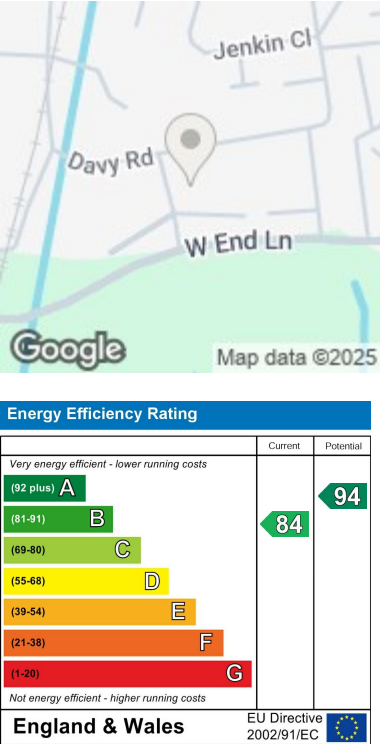 Jenkin Cl
Davy Rd
W End Ln
Google
Map data ©2025
Energy Efficiency Rating
Current Potential
Very energy efficient - lower running costs
(92 plus) A
94
(81-91) B
84
(69-80) C
(55-68) D
(39-54) E
(21-38) F
(1-20) G
Not energy efficient - higher running costs
England & Wales
EU Directive
2002/91/EC